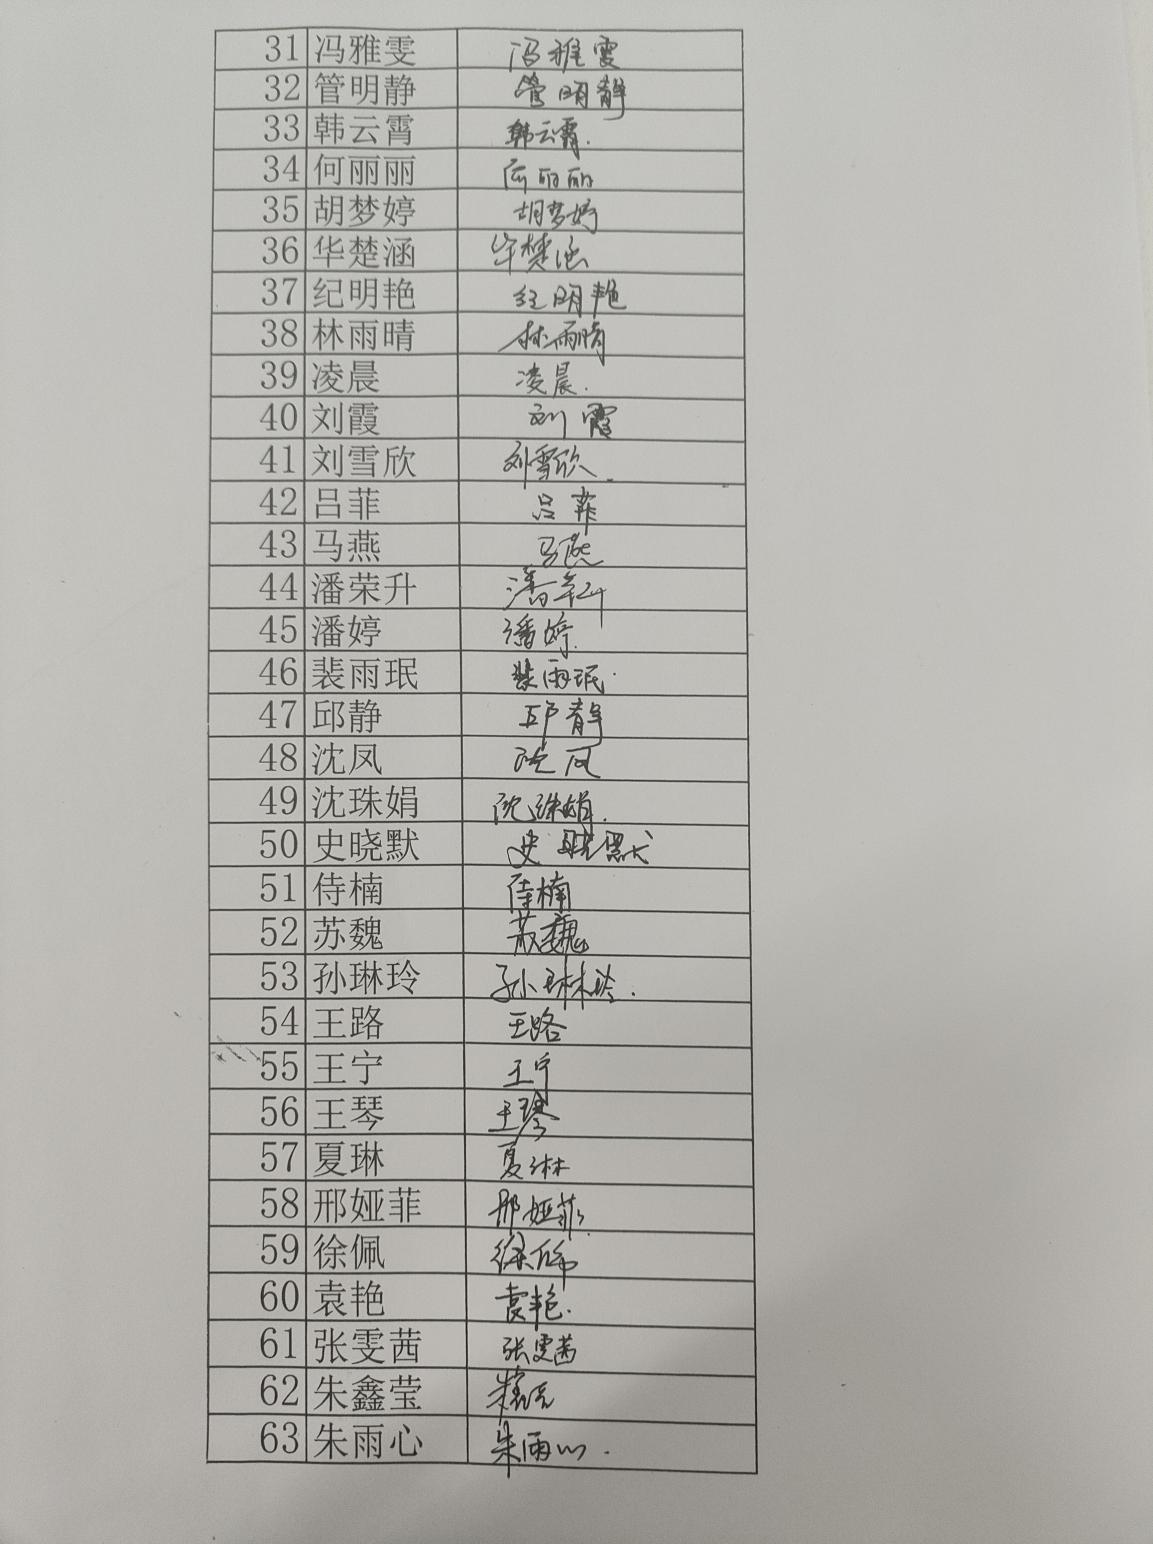 31 冯雅雯 冯雅雯
32 管明静 管明静
33 韩云霄 韩云霄.
34 何丽丽 何丽丽
35 胡梦婷 胡梦婷
36 华楚涵 华楚涵
37 纪明艳 纪明艳
38 林雨晴 林雨晴
39 凌晨 凌晨.
40 刘霞 刘霞
41 刘雪欣 刘雪欣.
42 吕菲 吕菲
43 马燕 马燕
44 潘荣升 潘荣升
45 潘婷 潘婷.
46 裴雨珉 裴雨珉.
47 邱静 邱静
48 沈凤 沈凤
49 沈珠娟 沈珠娟.
50 史晓默 史晓默
51 侍楠 侍楠
52 苏魏 苏魏
53 孙琳玲 孙琳玲.
54 王路 王路
55 王宁 王宁
56 王琴 王琴
57 夏琳 夏琳
58 邢娅菲 邢娅菲.
59 徐佩 徐佩
60 袁艳 袁艳.
61 张雯茜 张雯茜
62 朱鑫莹 朱鑫莹
63 朱雨心 朱雨心.